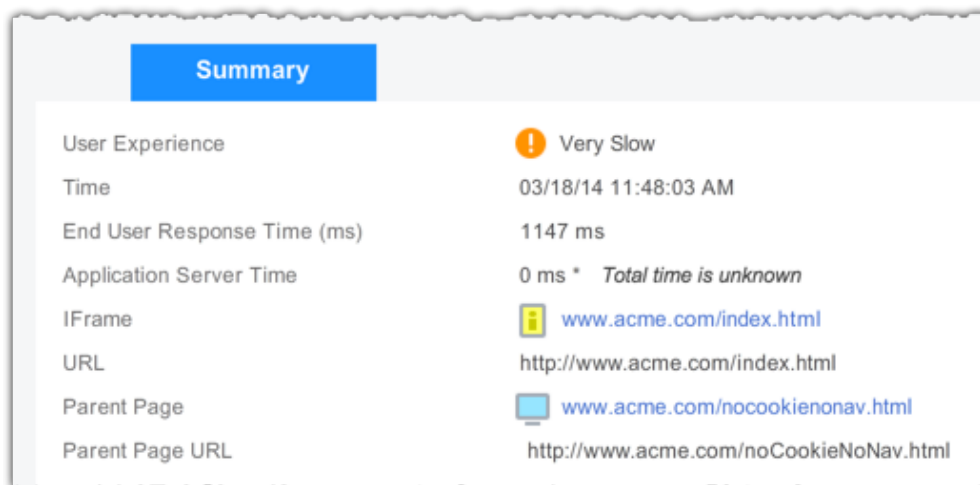 Summary
User Experience Very Slow
Time 03/18/14 11:48:03 AM
End User Response Time (ms) 1147 ms
Application Server Time 0 ms * Total time is unknown
IFrame www.acme.com/index.html
URL http://www.acme.com/index.html
Parent Page www.acme.com/nocookienonav.html
Parent Page URL http://www.acme.com/noCookieNoNav.html